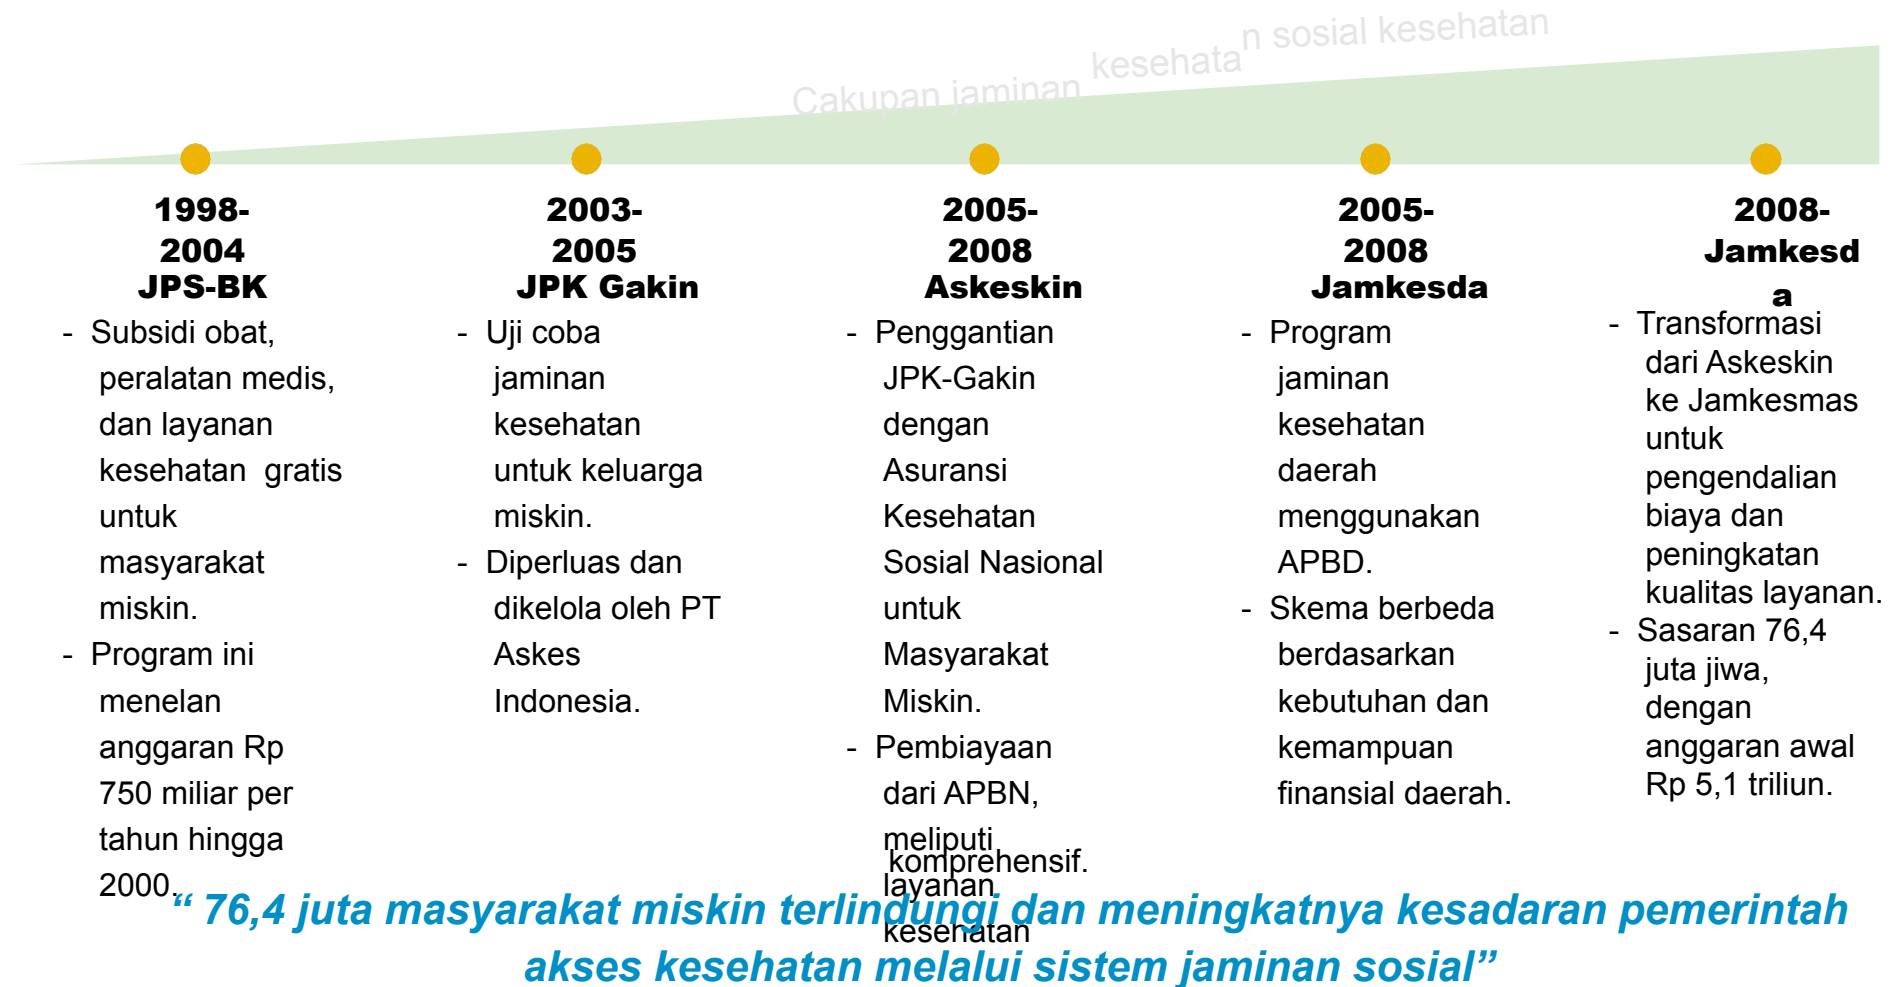 Cakupan jaminan kesehatan sosial kesehatan
1998-
2004
JPS-BK
- Subsidi obat,
peralatan medis,
dan layanan
kesehatan gratis
untuk
masyarakat
miskin.
- Program ini
menelan
anggaran Rp
750 miliar per
tahun hingga
2000.
2003-
2005
JPK Gakin
- Uji coba
jaminan
kesehatan
untuk keluarga
miskin.
- Diperluas dan
dikelola oleh PT
Askes
Indonesia.
2005-
2008
Askeskin
- Penggantian
JPK-Gakin
dengan
Asuransi
Kesehatan
Sosial Nasional
untuk
Masyarakat
Miskin.
- Pembiayaan
dari APBN,
meliputi
layanan
kesehatan
komprehensif.
2005-
2008
Jamkesda
- Program
jaminan
kesehatan
daerah
menggunakan
APBD.
- Skema berbeda
berdasarkan
kebutuhan dan
kemampuan
finansial daerah.
2008-
Jamkesd
a
- Transformasi
dari Askeskin
ke Jamkesmas
untuk
pengendalian
biaya dan
peningkatan
kualitas layanan.
- Sasaran 76,4
juta jiwa,
dengan
anggaran awal
Rp 5,1 triliun.
“ 76,4 juta masyarakat miskin terlindungi dan meningkatnya kesadaran pemerintah
akses kesehatan melalui sistem jaminan sosial”